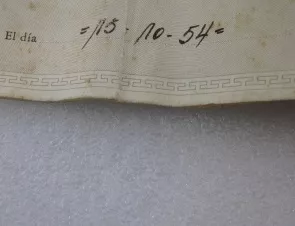 El día =15-10-54=